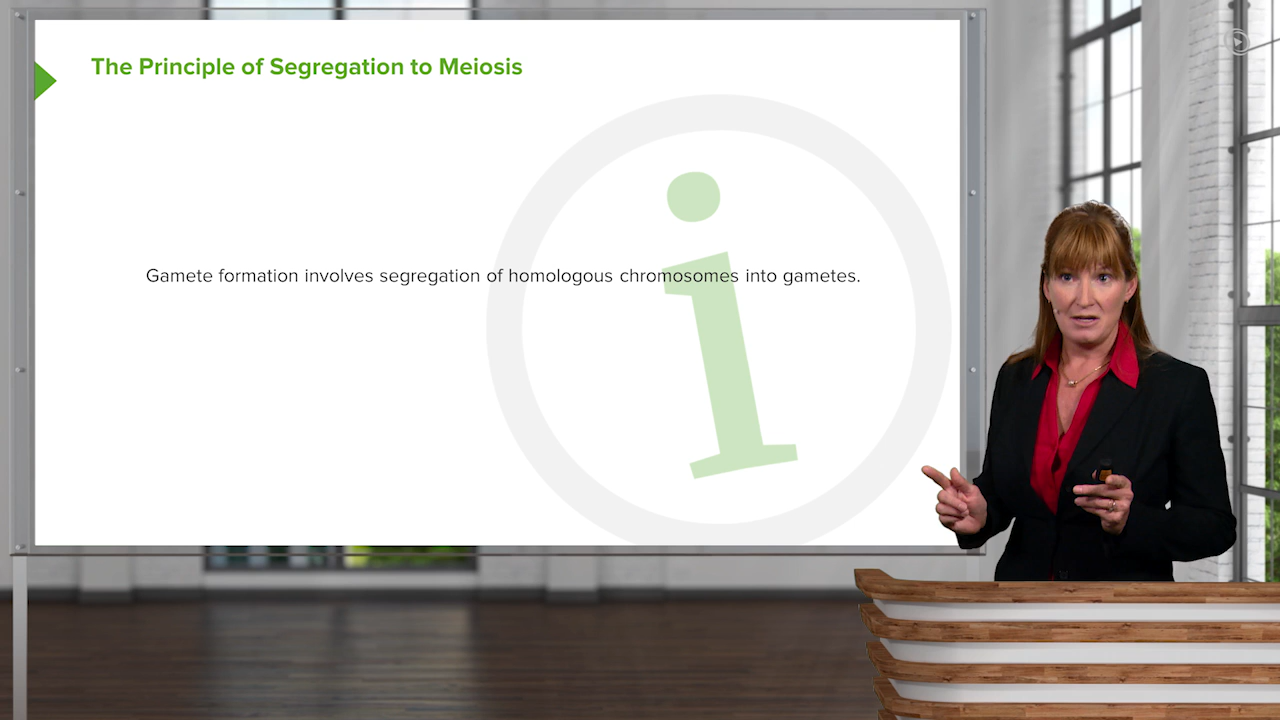 The Principle of Segregation to Meiosis
Gamete formation involves segregation of homologous chromosomes into gametes.